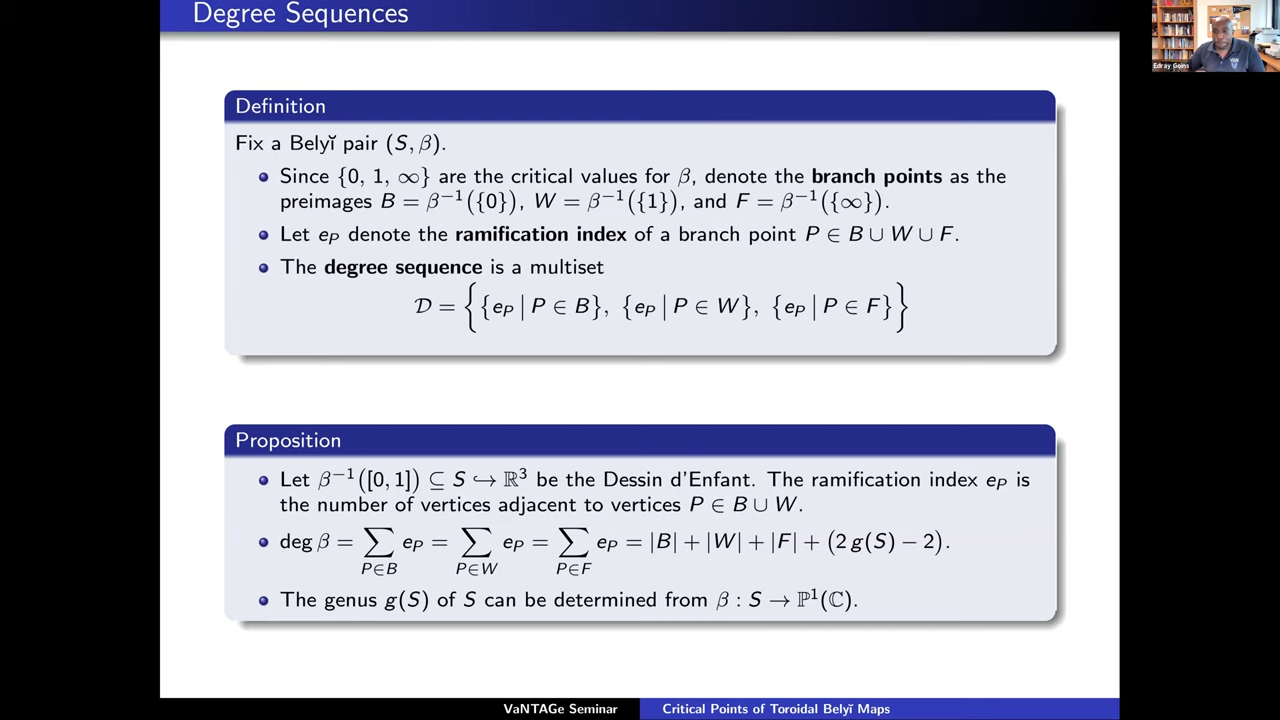 Degree Sequences
Edray Goins
Definition
Fix a Belyĭ pair (S, β).
Since {0, 1, ∞} are the critical values for β, denote the branch points as the
preimages B = β⁻¹({0}), W = β⁻¹({1}), and F = β⁻¹({∞}).
Let e_P denote the ramification index of a branch point P ∈ B ∪ W ∪ F.
The degree sequence is a multiset
𝒟 = { {e_P | P ∈ B}, {e_P | P ∈ W}, {e_P | P ∈ F} }
Proposition
Let β⁻¹([0, 1]) ⊆ S ↪ ℝ³ be the Dessin d'Enfant. The ramification index e_P is
the number of vertices adjacent to vertices P ∈ B ∪ W.
deg β = ∑_{P∈B} e_P = ∑_{P∈W} e_P = ∑_{P∈F} e_P = |B| + |W| + |F| + (2 g(S) − 2).
The genus g(S) of S can be determined from β : S → ℙ¹(ℂ).
VaNTAGe Seminar
Critical Points of Toroidal Belyĭ Maps